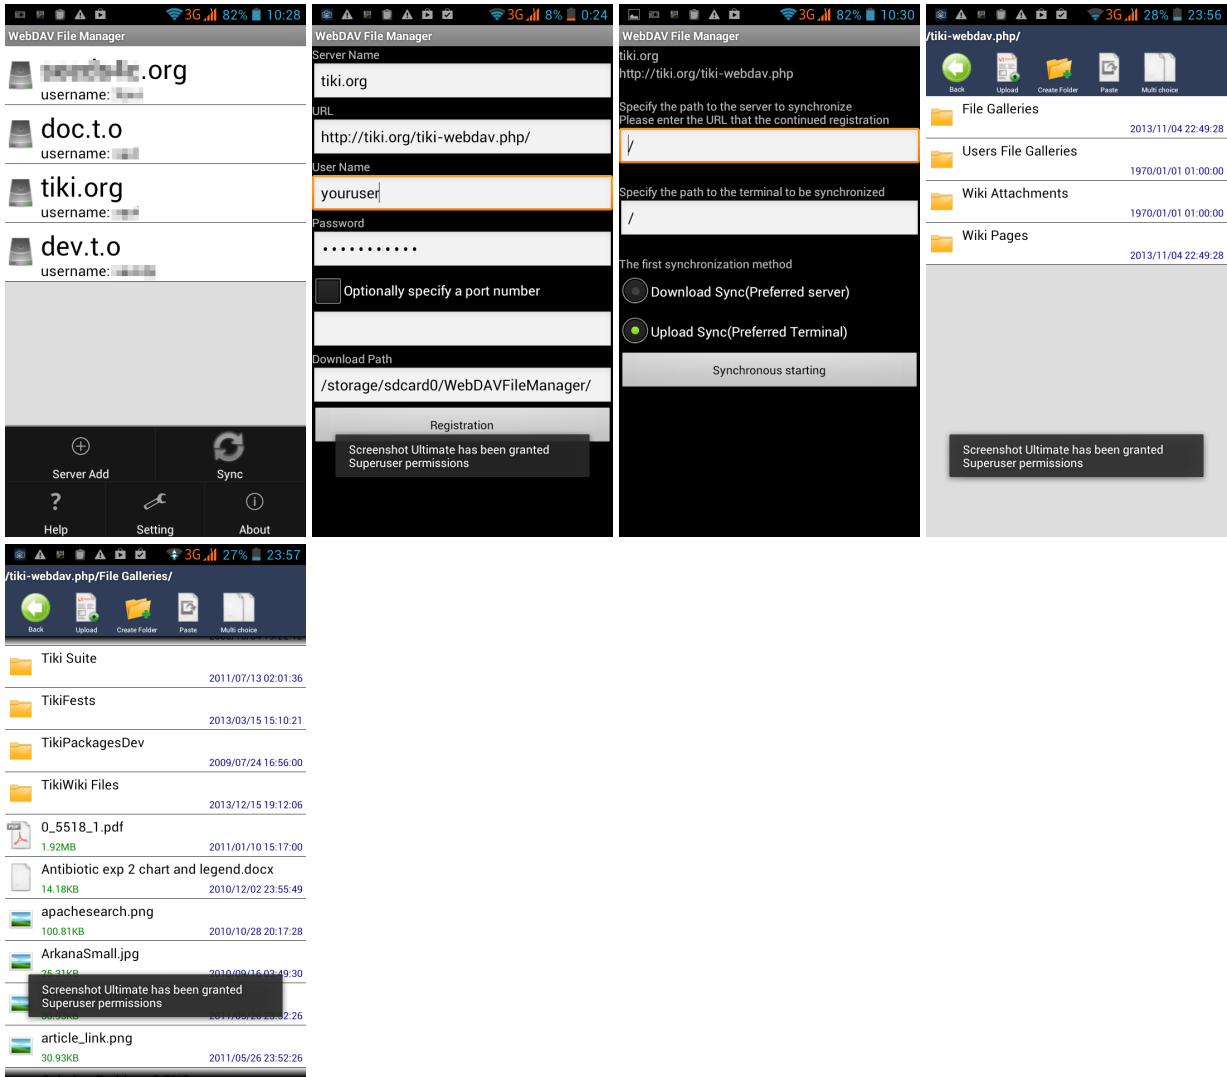 3G 82% 10:28
WebDAV File Manager
.org
username:
doc.t.o
username:
tiki.org
username:
dev.t.o
username:
Server Add
Sync
Help
Setting
About
3G 8% 0:24
WebDAV File Manager
Server Name
tiki.org
URL
http://tiki.org/tiki-webdav.php/
User Name
youruser
Password
Optionally specify a port number
Download Path
/storage/sdcard0/WebDAVFileManager/
Registration
Screenshot Ultimate has been granted
Superuser permissions
3G 82% 10:30
WebDAV File Manager
tiki.org
http://tiki.org/tiki-webdav.php
Specify the path to the server to synchronize
Please enter the URL that the continued registration
/
Specify the path to the terminal to be synchronized
/
The first synchronization method
Download Sync(Preferred server)
Upload Sync(Preferred Terminal)
Synchronous starting
3G 28% 23:56
/tiki-webdav.php/
Back Upload Create Folder Paste Multi choice
File Galleries
2013/11/04 22:49:28
Users File Galleries
1970/01/01 01:00:00
Wiki Attachments
1970/01/01 01:00:00
Wiki Pages
2013/11/04 22:49:28
Screenshot Ultimate has been granted
Superuser permissions
3G 27% 23:57
/tiki-webdav.php/File Galleries/
Back Upload Create Folder Paste Multi choice
Tiki Suite
2011/07/13 02:01:36
TikiFests
2013/03/15 15:10:21
TikiPackagesDev
2009/07/24 16:56:00
TikiWiki Files
2013/12/15 19:12:06
0_5518_1.pdf
1.92MB 2011/01/10 15:17:00
Antibiotic exp 2 chart and legend.docx
14.18KB 2010/12/02 23:55:49
apachesearch.png
100.81KB 2010/10/28 20:17:28
ArkanaSmall.jpg
25.31KB 2010/09/16 03:49:30
Screenshot Ultimate has been granted
Superuser permissions
article_link.png
30.93KB 2011/05/26 23:52:26